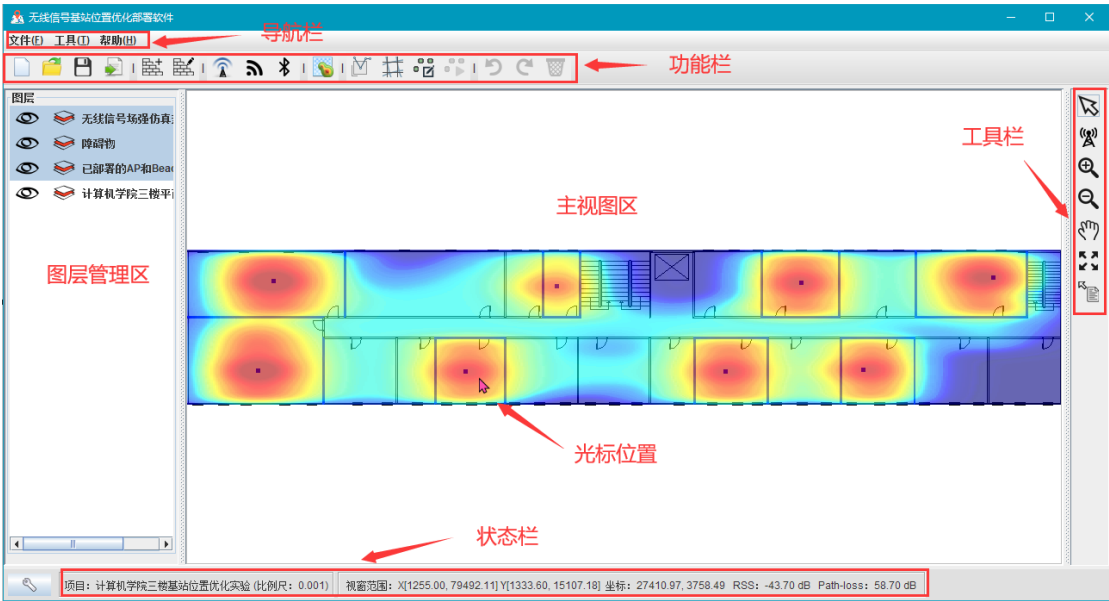 无线信号基站位置优化部署软件
文件(F) 工具(T) 帮助(H)
导航栏
功能栏
图层
无线信号场强仿真
障碍物
已部署的AP和Bea
计算机学院三楼平
图层管理区
主视图区
工具栏
光标位置
状态栏
项目：计算机学院三楼基站位置优化实验 (比例尺：0.001) 视窗范围：X[1255.00, 79492.11] Y[1333.60, 15107.18] 坐标：27410.97, 3758.49 RSS：-43.70 dB Path-loss：58.70 dB